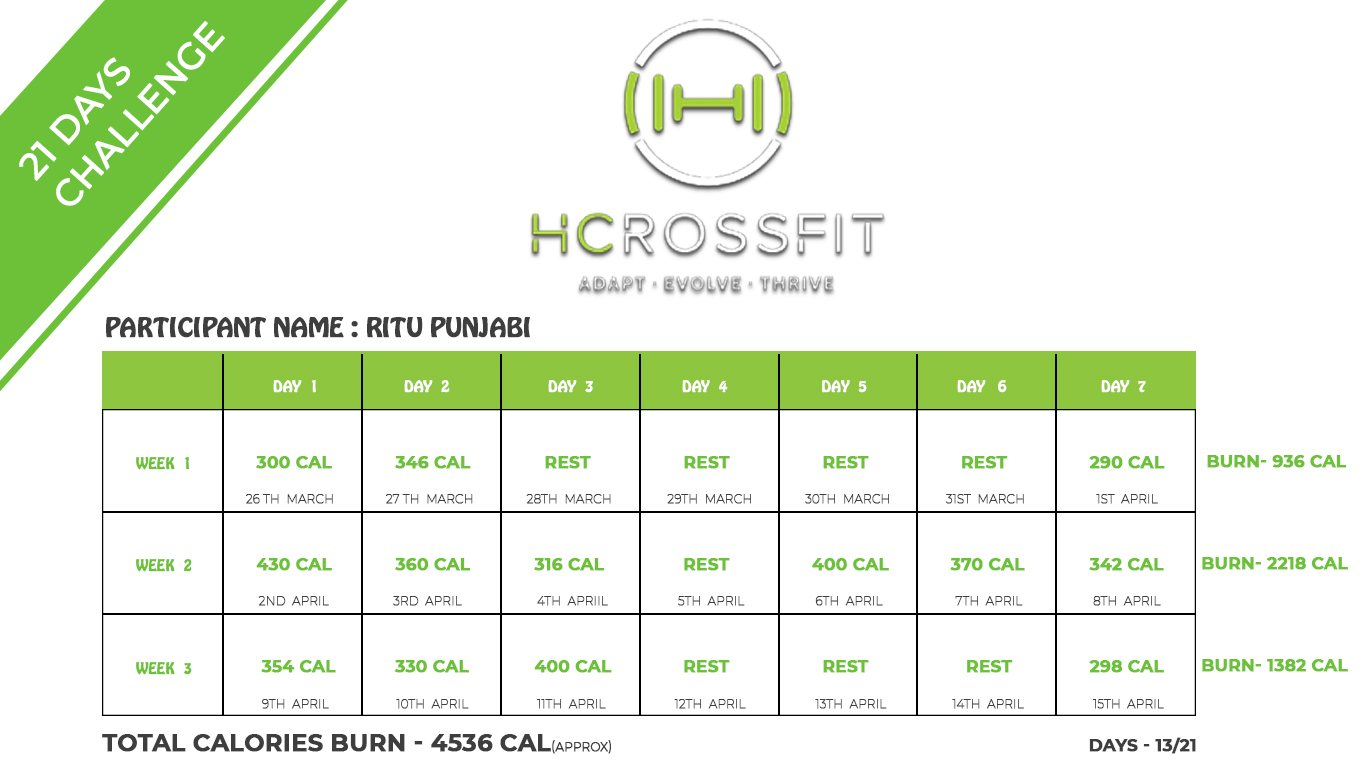 21 DAYS
CHALLENGE
HCROSSFIT
ADAPT · EVOLVE · THRIVE
PARTICIPANT NAME : RITU PUNJABI
DAY 1 DAY 2 DAY 3 DAY 4 DAY 5 DAY 6 DAY 7
WEEK 1 300 CAL 346 CAL REST REST REST REST 290 CAL BURN- 936 CAL
26 TH MARCH 27 TH MARCH 28TH MARCH 29TH MARCH 30TH MARCH 31ST MARCH 1ST APRIL
WEEK 2 430 CAL 360 CAL 316 CAL REST 400 CAL 370 CAL 342 CAL BURN- 2218 CAL
2ND APRIL 3RD APRIL 4TH APRIIL 5TH APRIL 6TH APRIL 7TH APRIL 8TH APRIL
WEEK 3 354 CAL 330 CAL 400 CAL REST REST REST 298 CAL BURN- 1382 CAL
9TH APRIL 10TH APRIL 11TH APRIL 12TH APRIL 13TH APRIL 14TH APRIL 15TH APRIL
TOTAL CALORIES BURN - 4536 CAL(APPROX) DAYS - 13/21